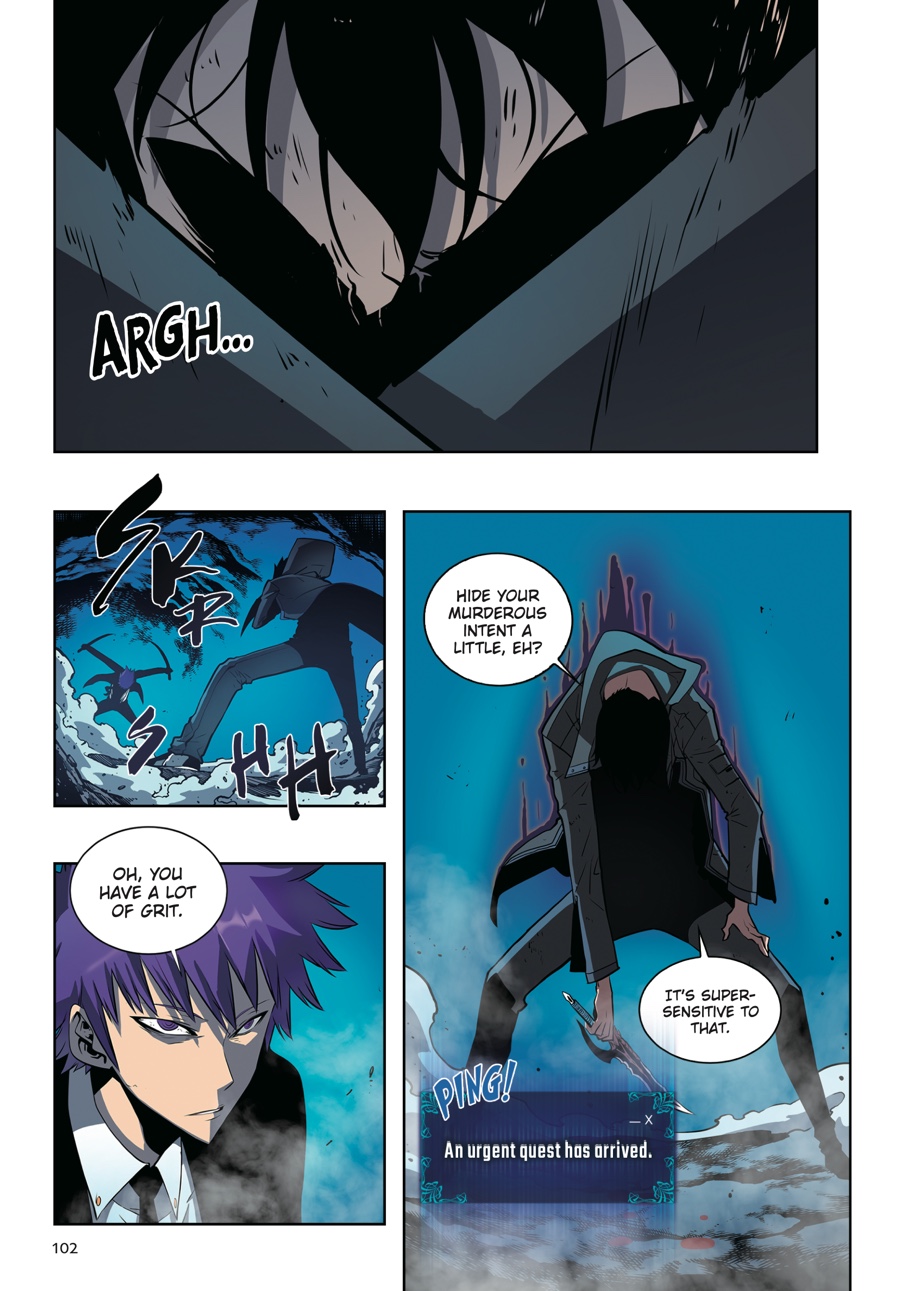 ARGH...
SKR
SHH
OH, YOU
HAVE A LOT
OF GRIT.
HIDE YOUR
MURDEROUS
INTENT A
LITTLE, EH?
IT'S SUPER-
SENSITIVE TO
THAT.
PING!
— X
An urgent quest has arrived.
102